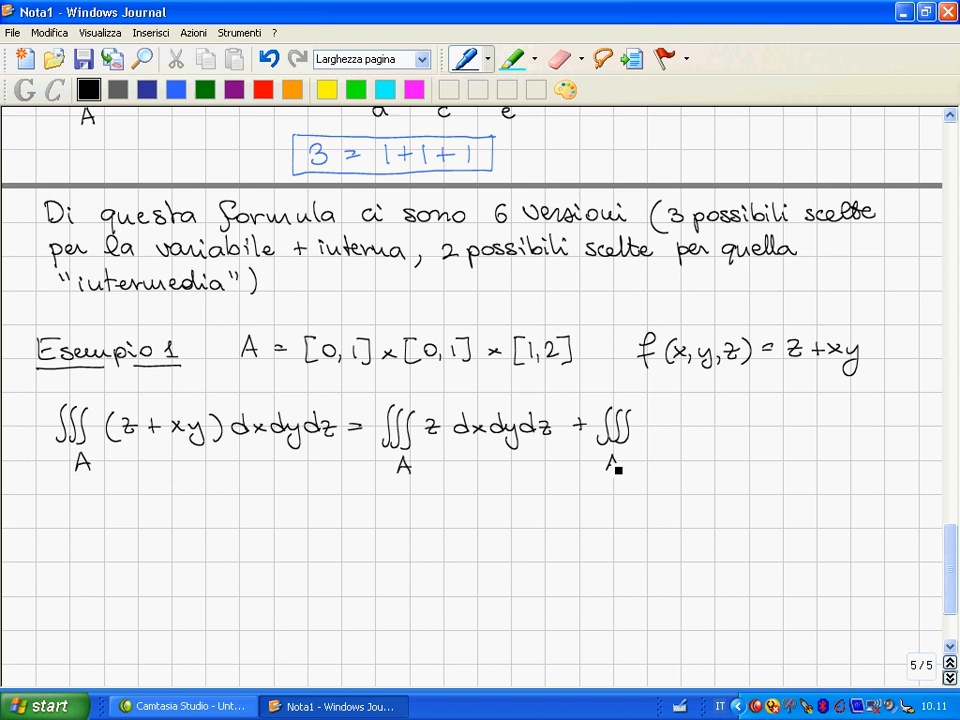 Nota1 - Windows Journal
File Modifica Visualizza Inserisci Azioni Strumenti ?
Larghezza pagina
G C
A a c e
3 = 1+1+1
Di questa formula ci sono 6 versioni (3 possibili scelte
per la variabile + interna, 2 possibili scelte per quella
"intermedia")
Esempio 1 A = [0,1] × [0,1] × [1,2] f(x,y,z) = z + xy
∭ (z + xy) dxdydz = ∭ z dxdydz + ∭
A A A
5 / 5
start Camtasia Studio - Unt... Nota1 - Windows Jou... IT 10.11